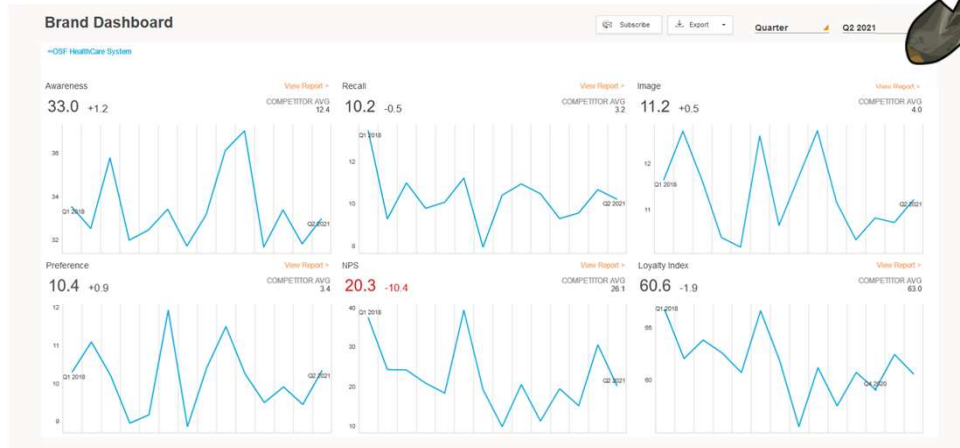 Brand Dashboard
Subscribe
Export
Quarter
Q2 2021
OSF HealthCare System
Awareness
View Report >
33.0 +1.2
COMPETITOR AVG
12.4
36
34
32
Q1 2018
Q2 2021
Recall
View Report >
10.2 -0.5
COMPETITOR AVG
3.2
Q1 2018
12
10
8
Q2 2021
Image
View Report >
11.2 +0.5
COMPETITOR AVG
4.0
12
Q1 2018
11
Q2 2021
Preference
View Report >
10.4 +0.9
COMPETITOR AVG
3.4
12
11
10
9
Q1 2018
Q2 2021
NPS
View Report >
20.3 -10.4
COMPETITOR AVG
26.1
40
Q1 2018
30
20
10
Q2 2021
Loyalty Index
View Report >
60.6 -1.9
COMPETITOR AVG
63.0
Q1 2018
65
60
Q4 2020